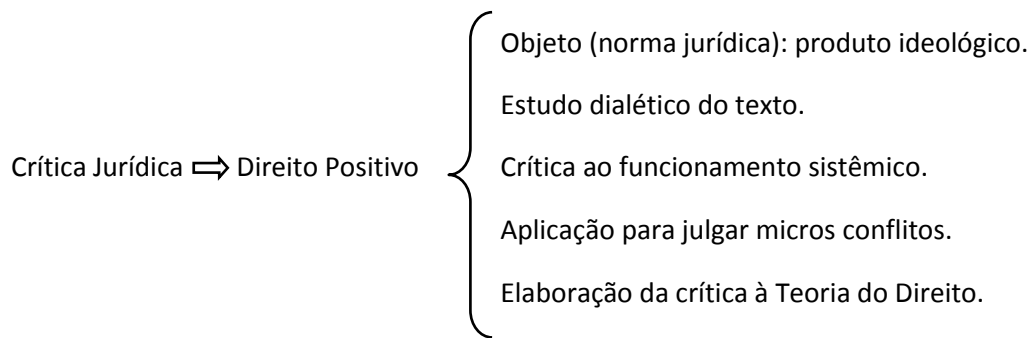 Objeto (norma jurídica): produto ideológico.
Estudo dialético do texto.
Crítica Jurídica ⇨ Direito Positivo
Crítica ao funcionamento sistêmico.
Aplicação para julgar micros conflitos.
Elaboração da crítica à Teoria do Direito.